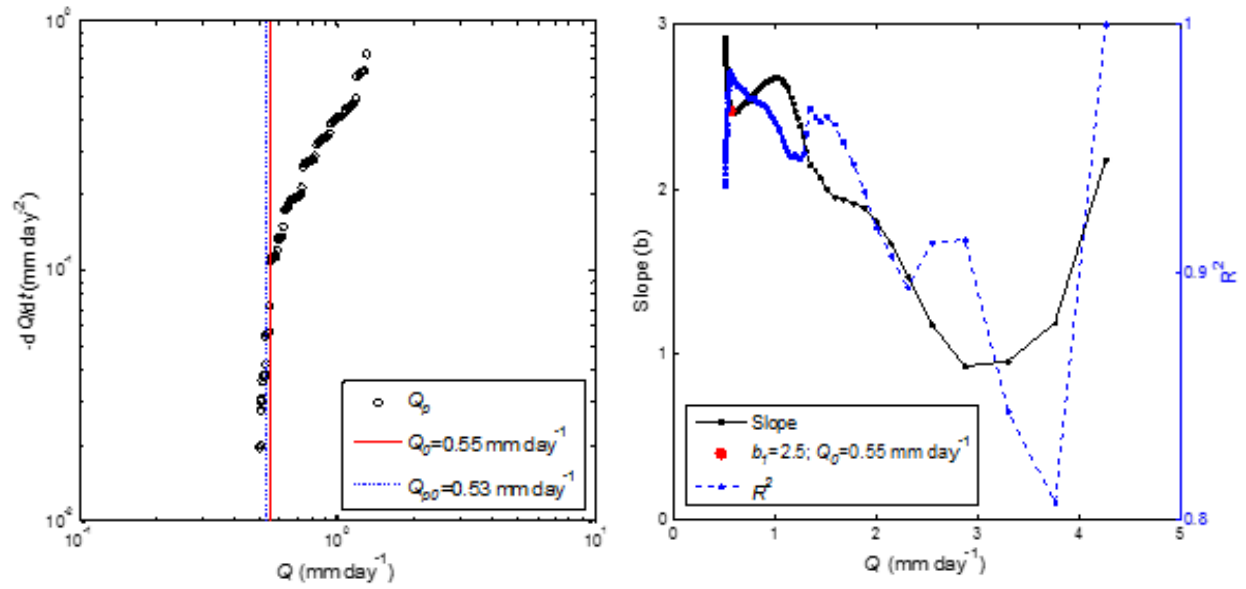 10^0
10^-1
10^-2
10^-1
10^0
10^1
-dQ/dt(mm day^-2)
Q (mm day^-1)
Q_p
Q_0=0.55 mm day^-1
Q_p0=0.53 mm day^-1
3
2
1
0
0
1
2
3
4
5
1
0.9
0.8
Slope (b)
R^2
Q (mm day^-1)
Slope
b_1=2.5; Q_0=0.55 mm day^-1
R^2